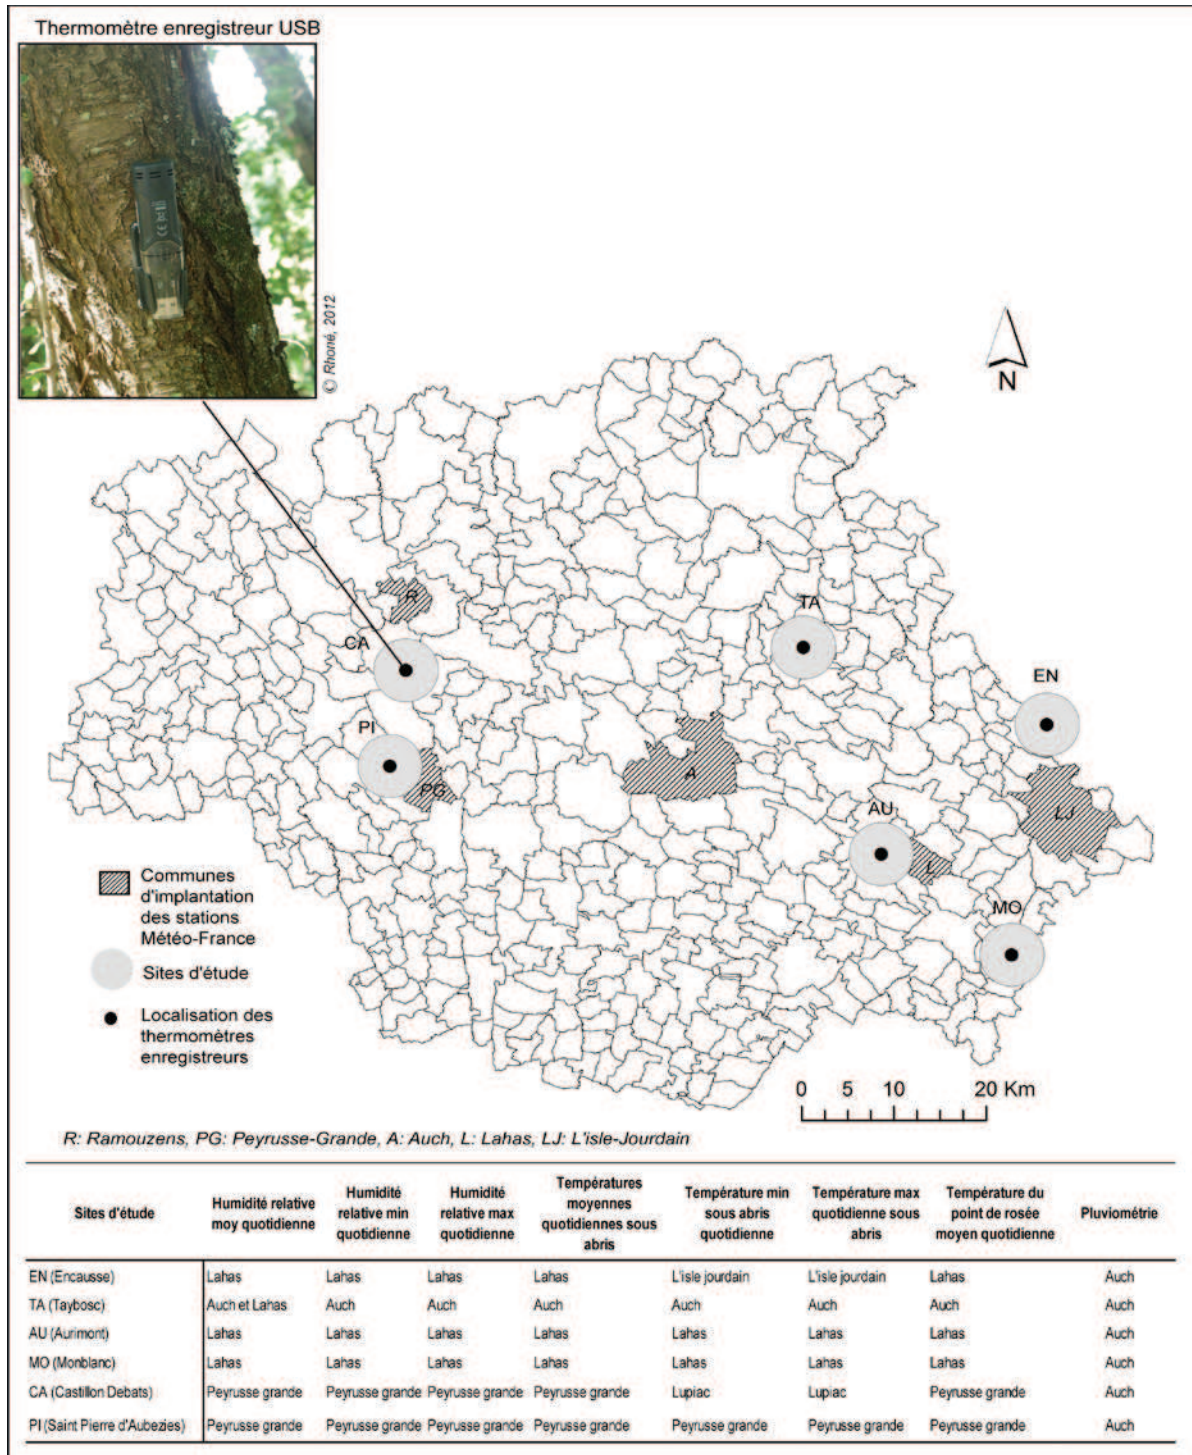 Thermomètre enregistreur USB
© Rhoné, 2012
N
R
TA
CA
EN
PI
A
PG
LJ
AU
L
MO
Communes
d'implantation
des stations
Météo-France
Sites d'étude
Localisation des
thermomètres
enregistreurs
0 5 10 20 Km
R: Ramouzens, PG: Peyrusse-Grande, A: Auch, L: Lahas, LJ: L'isle-Jourdain
Sites d'étude | Humidité relative moy quotidienne | Humidité relative min quotidienne | Humidité relative max quotidienne | Températures moyennes quotidiennes sous abris | Température min sous abris quotidienne | Température max quotidienne sous abris | Température du point de rosée moyen quotidienne | Pluviométrie
EN (Encausse) | Lahas | Lahas | Lahas | Lahas | L'isle jourdain | L'isle jourdain | Lahas | Auch
TA (Taybosc) | Auch et Lahas | Auch | Auch | Auch | Auch | Auch | Auch | Auch
AU (Aurimont) | Lahas | Lahas | Lahas | Lahas | Lahas | Lahas | Lahas | Auch
MO (Monblanc) | Lahas | Lahas | Lahas | Lahas | Lahas | Lahas | Lahas | Auch
CA (Castillon Debats) | Peyrusse grande | Peyrusse grande | Peyrusse grande | Peyrusse grande | Lupiac | Lupiac | Peyrusse grande | Auch
PI (Saint Pierre d'Aubezies) | Peyrusse grande | Peyrusse grande | Peyrusse grande | Peyrusse grande | Peyrusse grande | Peyrusse grande | Peyrusse grande | Auch